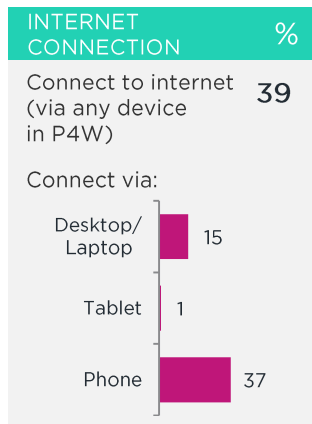 INTERNET
CONNECTION
%
Connect to internet
(via any device
in P4W)
39
Connect via:
Desktop/
Laptop
15
Tablet
1
Phone
37